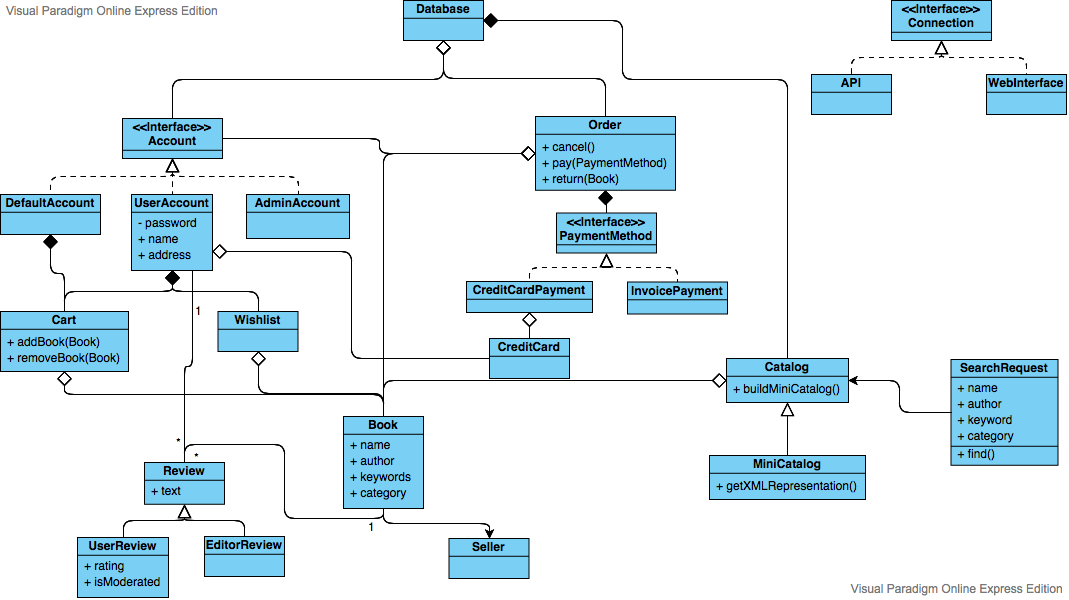 Visual Paradigm Online Express Edition
Database
<<Interface>>
Connection
API
WebInterface
<<Interface>>
Account
Order
+ cancel()
+ pay(PaymentMethod)
+ return(Book)
DefaultAccount
UserAccount
- password
+ name
+ address
AdminAccount
<<Interface>>
PaymentMethod
CreditCardPayment
InvoicePayment
Cart
+ addBook(Book)
+ removeBook(Book)
1
Wishlist
CreditCard
Catalog
+ buildMiniCatalog()
SearchRequest
+ name
+ author
+ keyword
+ category
+ find()
Book
+ name
+ author
+ keywords
+ category
*
*
Review
+ text
MiniCatalog
+ getXMLRepresentation()
1
UserReview
+ rating
+ isModerated
EditorReview
Seller
Visual Paradigm Online Express Edition